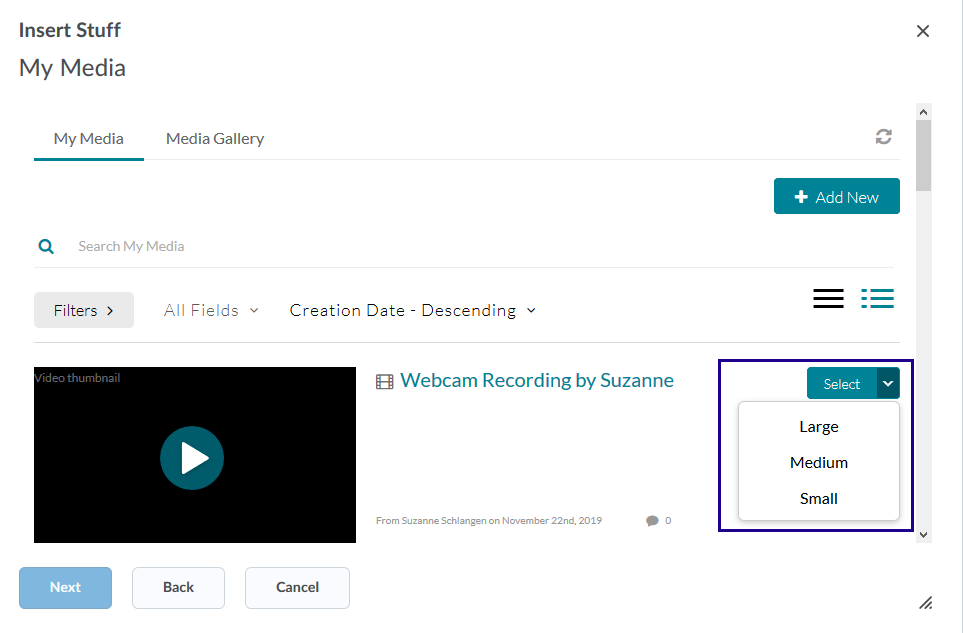 Insert Stuff
My Media
My Media Media Gallery
Add New
Search My Media
Filters All Fields Creation Date - Descending
Video thumbnail
Webcam Recording by Suzanne
Select
Large
Medium
Small
From Suzanne Schlangen on November 22nd, 2019 0
Next Back Cancel